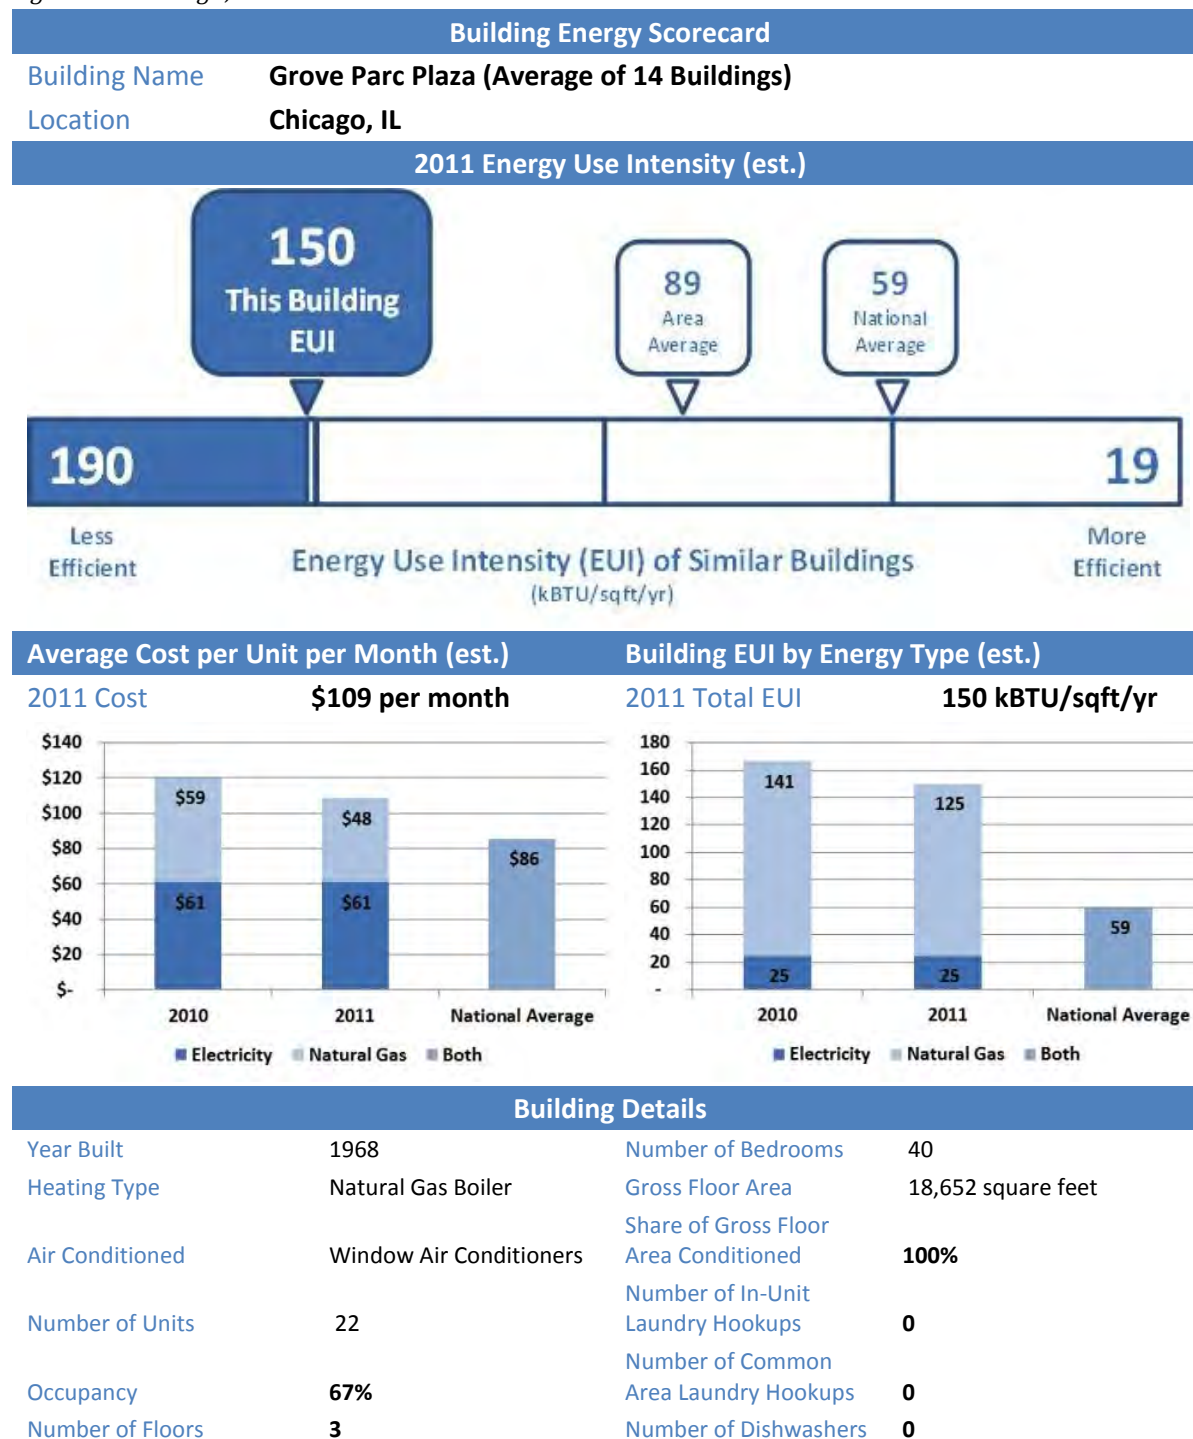 Building Energy Scorecard
Building Name Grove Parc Plaza (Average of 14 Buildings)
Location Chicago, IL
2011 Energy Use Intensity (est.)
150
This Building
EUI
89
Area
Average
59
National
Average
190
19
Less
Efficient
More
Efficient
Energy Use Intensity (EUI) of Similar Buildings
(kBTU/sqft/yr)
Average Cost per Unit per Month (est.)
2011 Cost $109 per month
$140
$120
$100
$80
$60
$40
$20
$-
$59
$61
$48
$61
$86
2010 2011 National Average
Electricity Natural Gas Both
Building EUI by Energy Type (est.)
2011 Total EUI 150 kBTU/sqft/yr
180
160
140
120
100
80
60
40
20
-
141
25
125
25
59
2010 2011 National Average
Electricity Natural Gas Both
Building Details
Year Built 1968 Number of Bedrooms 40
Heating Type Natural Gas Boiler Gross Floor Area 18,652 square feet
Share of Gross Floor
Air Conditioned Window Air Conditioners Area Conditioned 100%
Number of In-Unit
Number of Units 22 Laundry Hookups 0
Number of Common
Occupancy 67% Area Laundry Hookups 0
Number of Floors 3 Number of Dishwashers 0